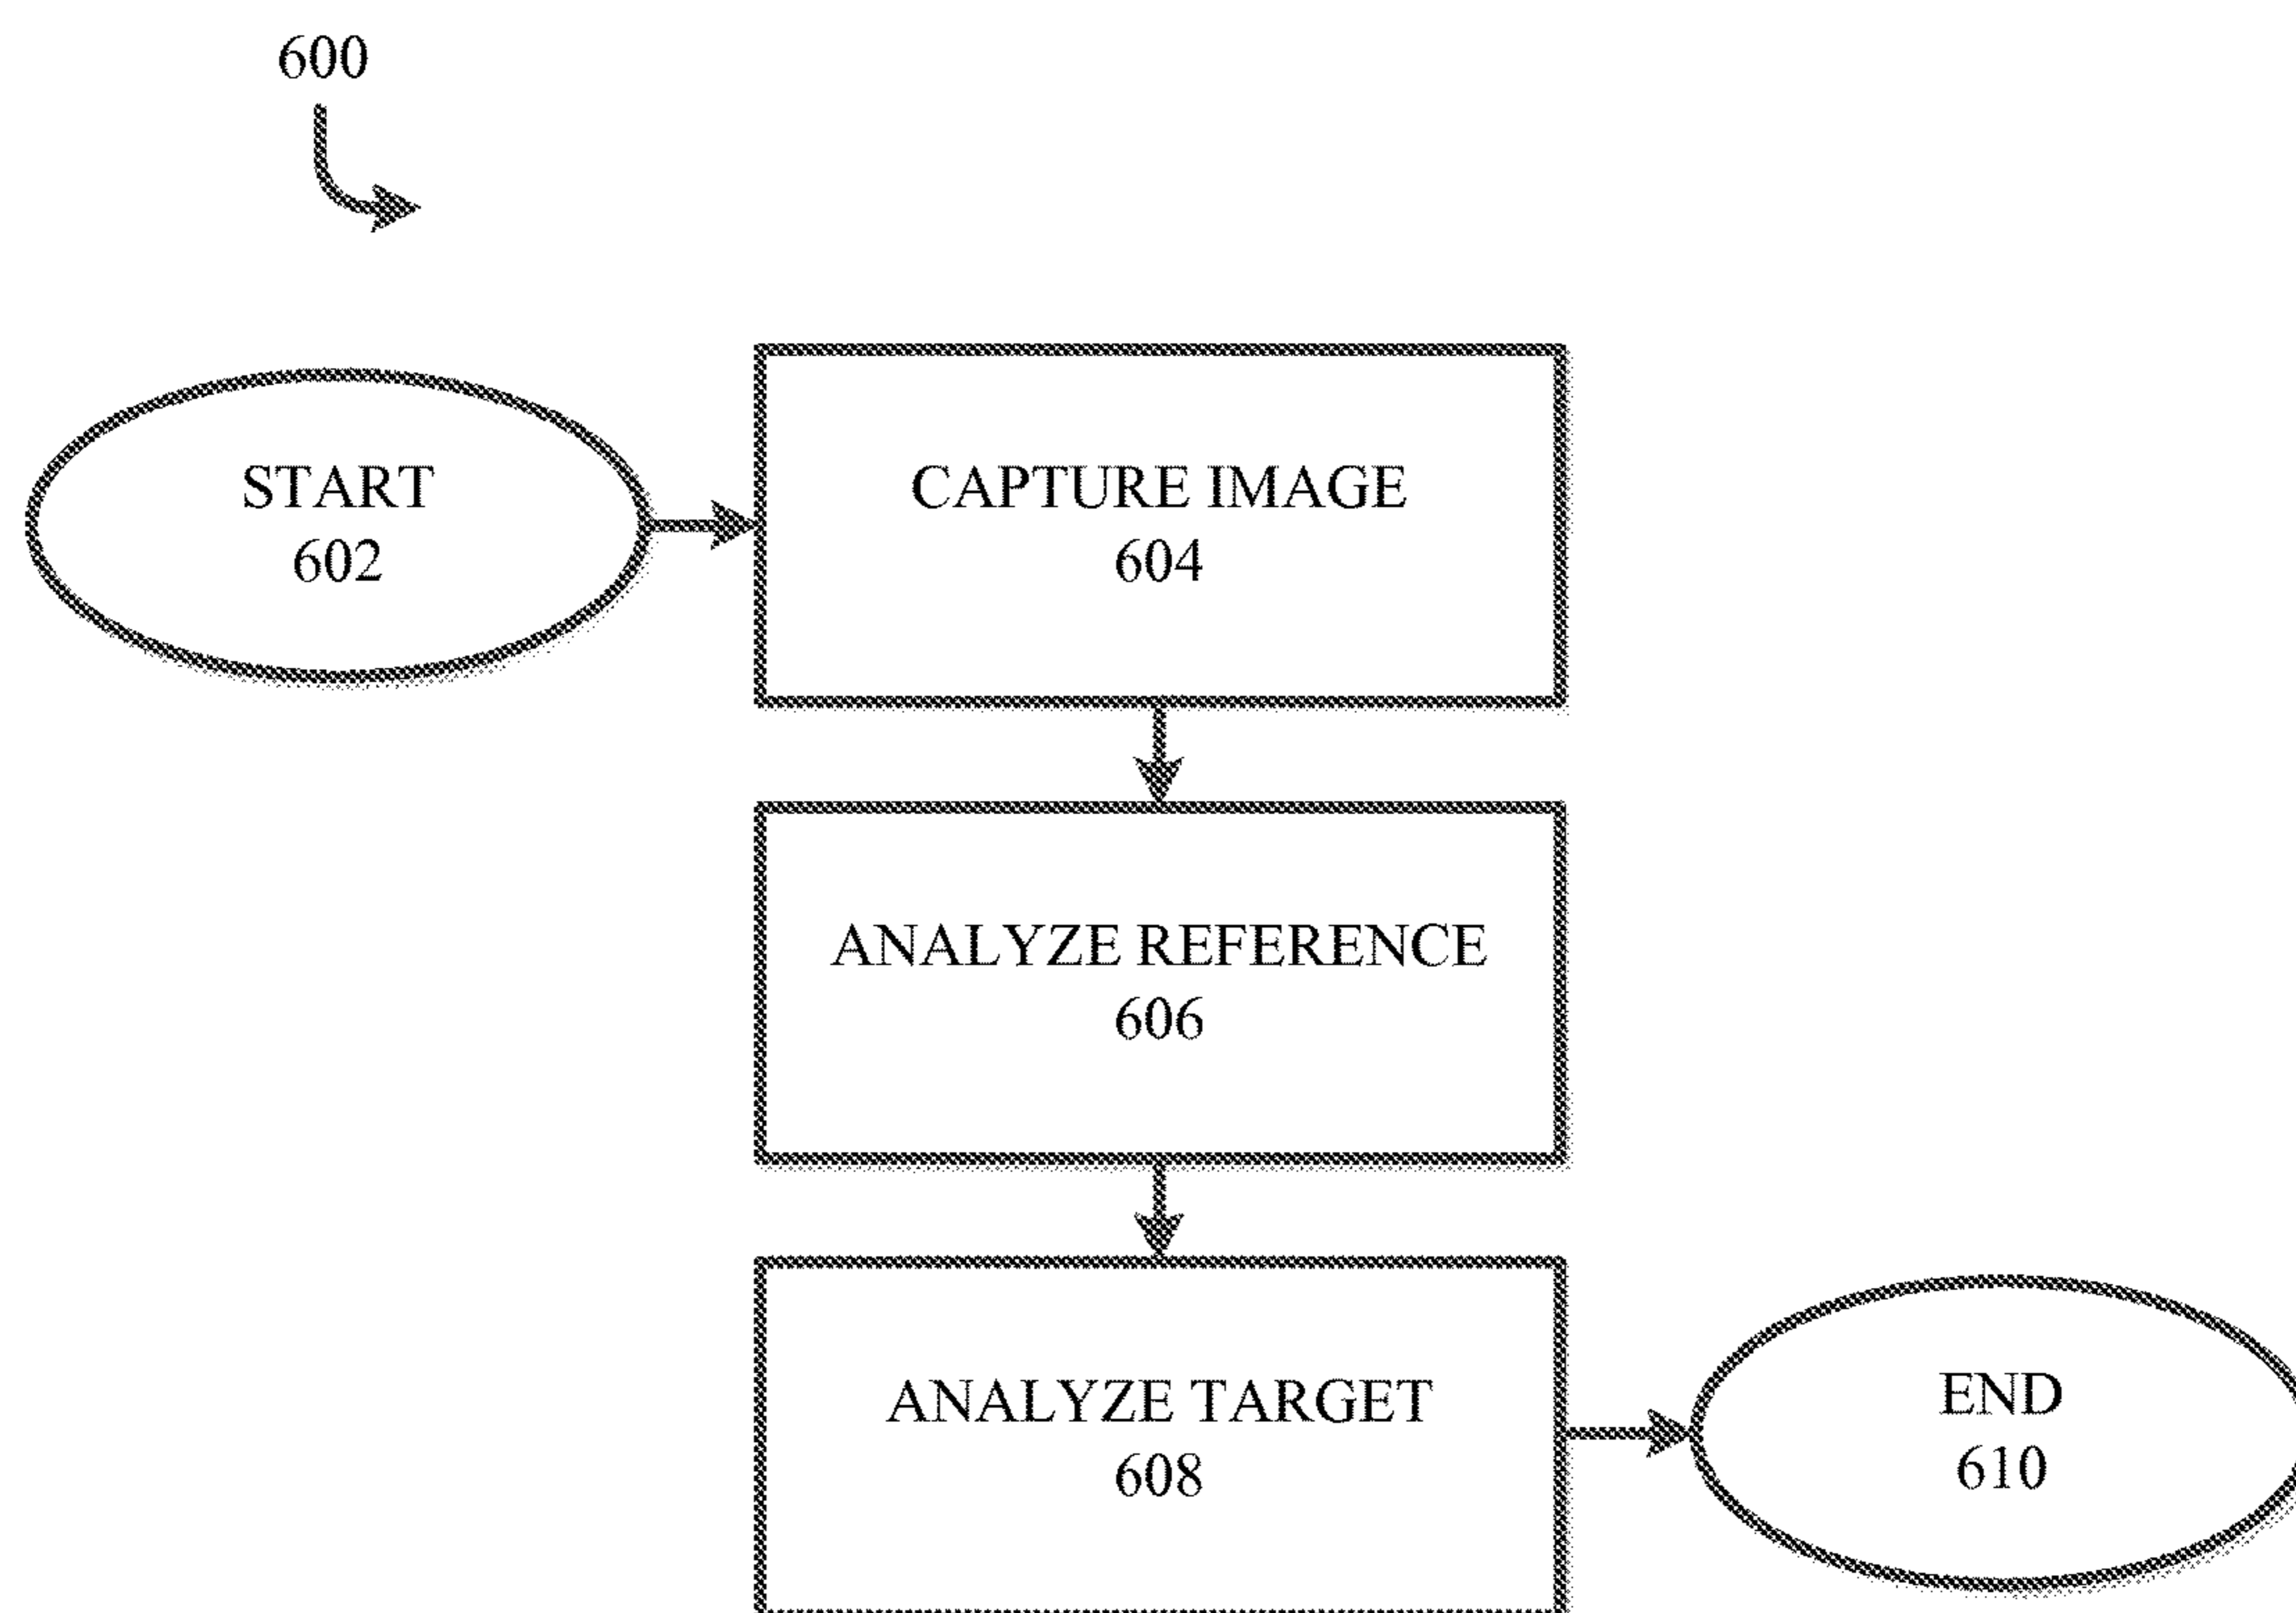 600
START
602
CAPTURE IMAGE
604
ANALYZE REFERENCE
606
ANALYZE TARGET
608
END
610